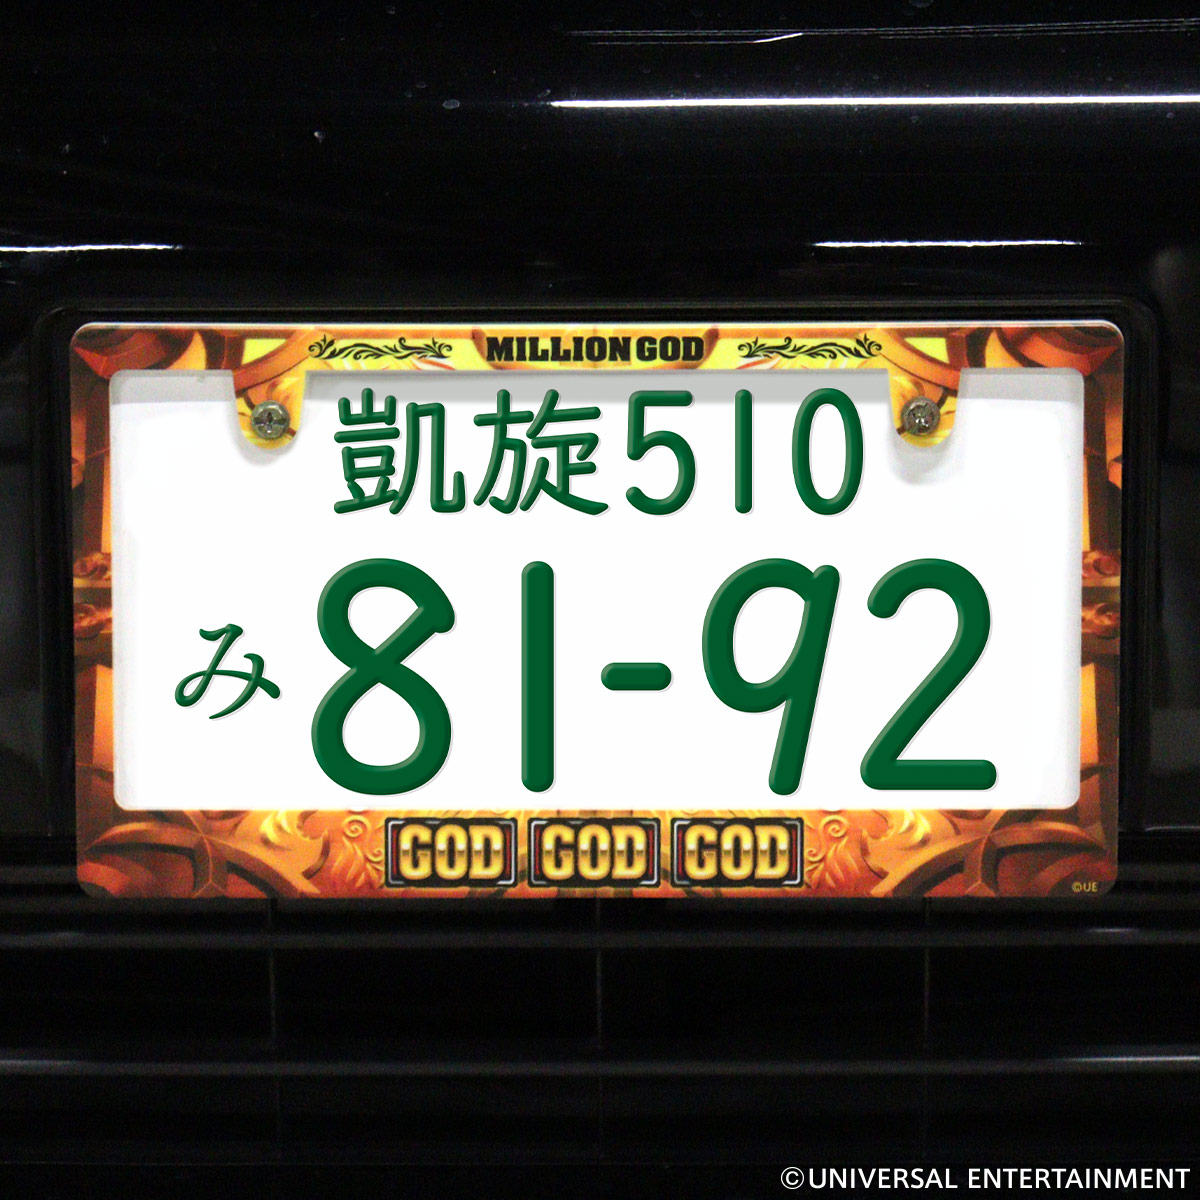 MILLION GOD
凱旋510
み 81-92
GOD GOD GOD
©UE
©UNIVERSAL ENTERTAINMENT